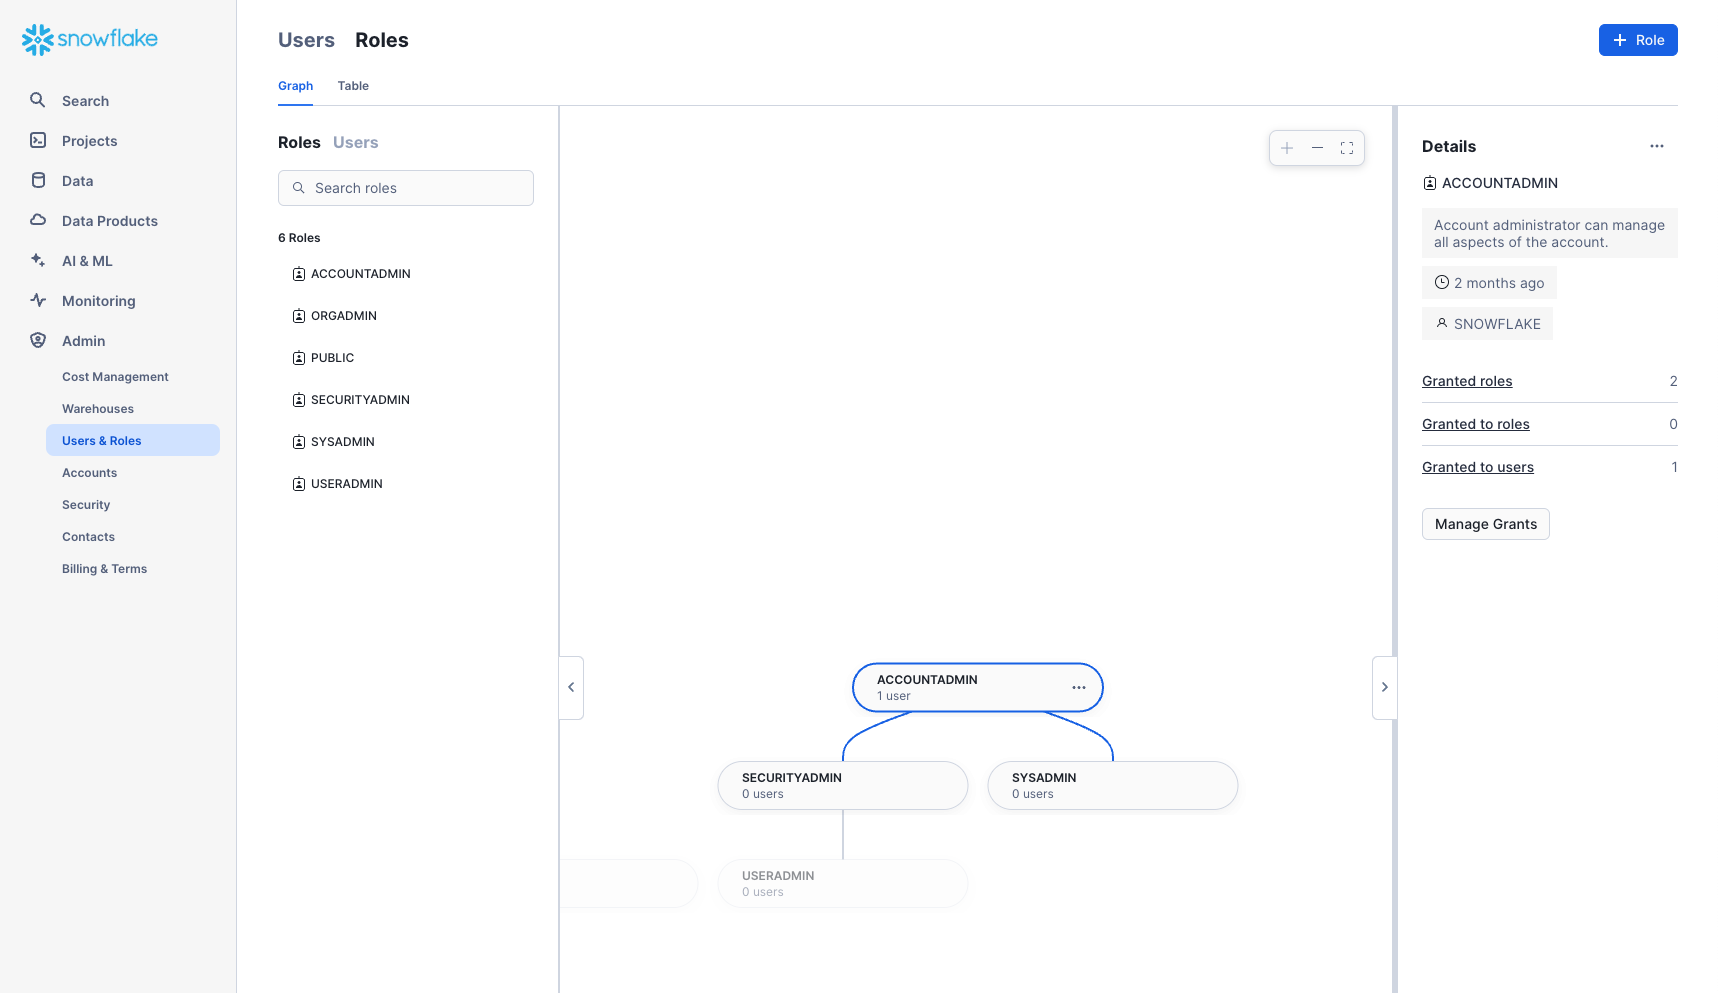 snowflake
Search
Projects
Data
Data Products
AI & ML
Monitoring
Admin
Cost Management
Warehouses
Users & Roles
Accounts
Security
Contacts
Billing & Terms
Users Roles
Role
Graph Table
Roles Users
Search roles
6 Roles
ACCOUNTADMIN
ORGADMIN
PUBLIC
SECURITYADMIN
SYSADMIN
USERADMIN
ACCOUNTADMIN
1 user
SECURITYADMIN
0 users
SYSADMIN
0 users
USERADMIN
0 users
Details
ACCOUNTADMIN
Account administrator can manage
all aspects of the account.
2 months ago
SNOWFLAKE
Granted roles 2
Granted to roles 0
Granted to users 1
Manage Grants